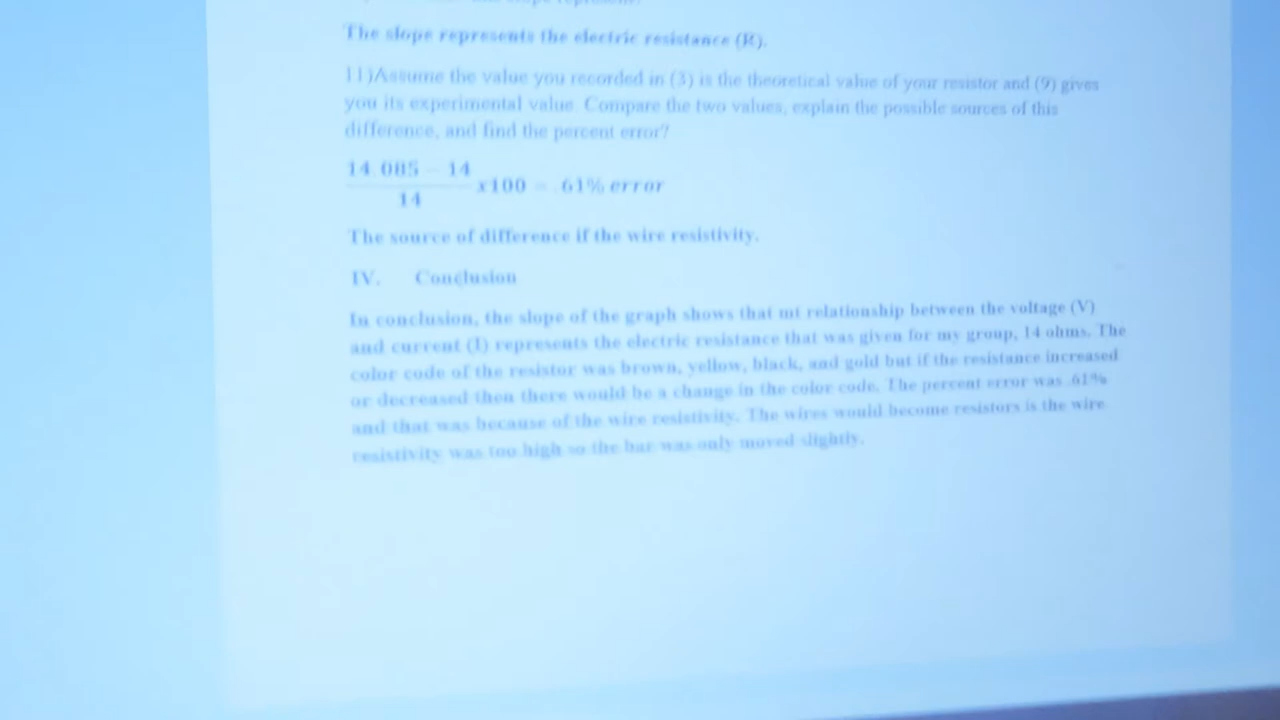 The slope represents the electric resistance (R).
11)Assume the value you recorded in (3) is the theoretical value of your resistor and (9) gives
you its experimental value. Compare the two values, explain the possible sources of this
difference, and find the percent error?
14.085 − 14
x100 = .61% error
14
The source of difference if the wire resistivity.
IV. Conclusion
In conclusion, the slope of the graph shows that mt relationship between the voltage (V)
and current (I) represents the electric resistance that was given for my group, 14 ohms. The
color code of the resistor was brown, yellow, black, and gold but if the resistance increased
or decreased then there would be a change in the color code. The percent error was .61%
and that was because of the wire resistivity. The wires would become resistors is the wire
resistivity was too high so the bar was only moved slightly.